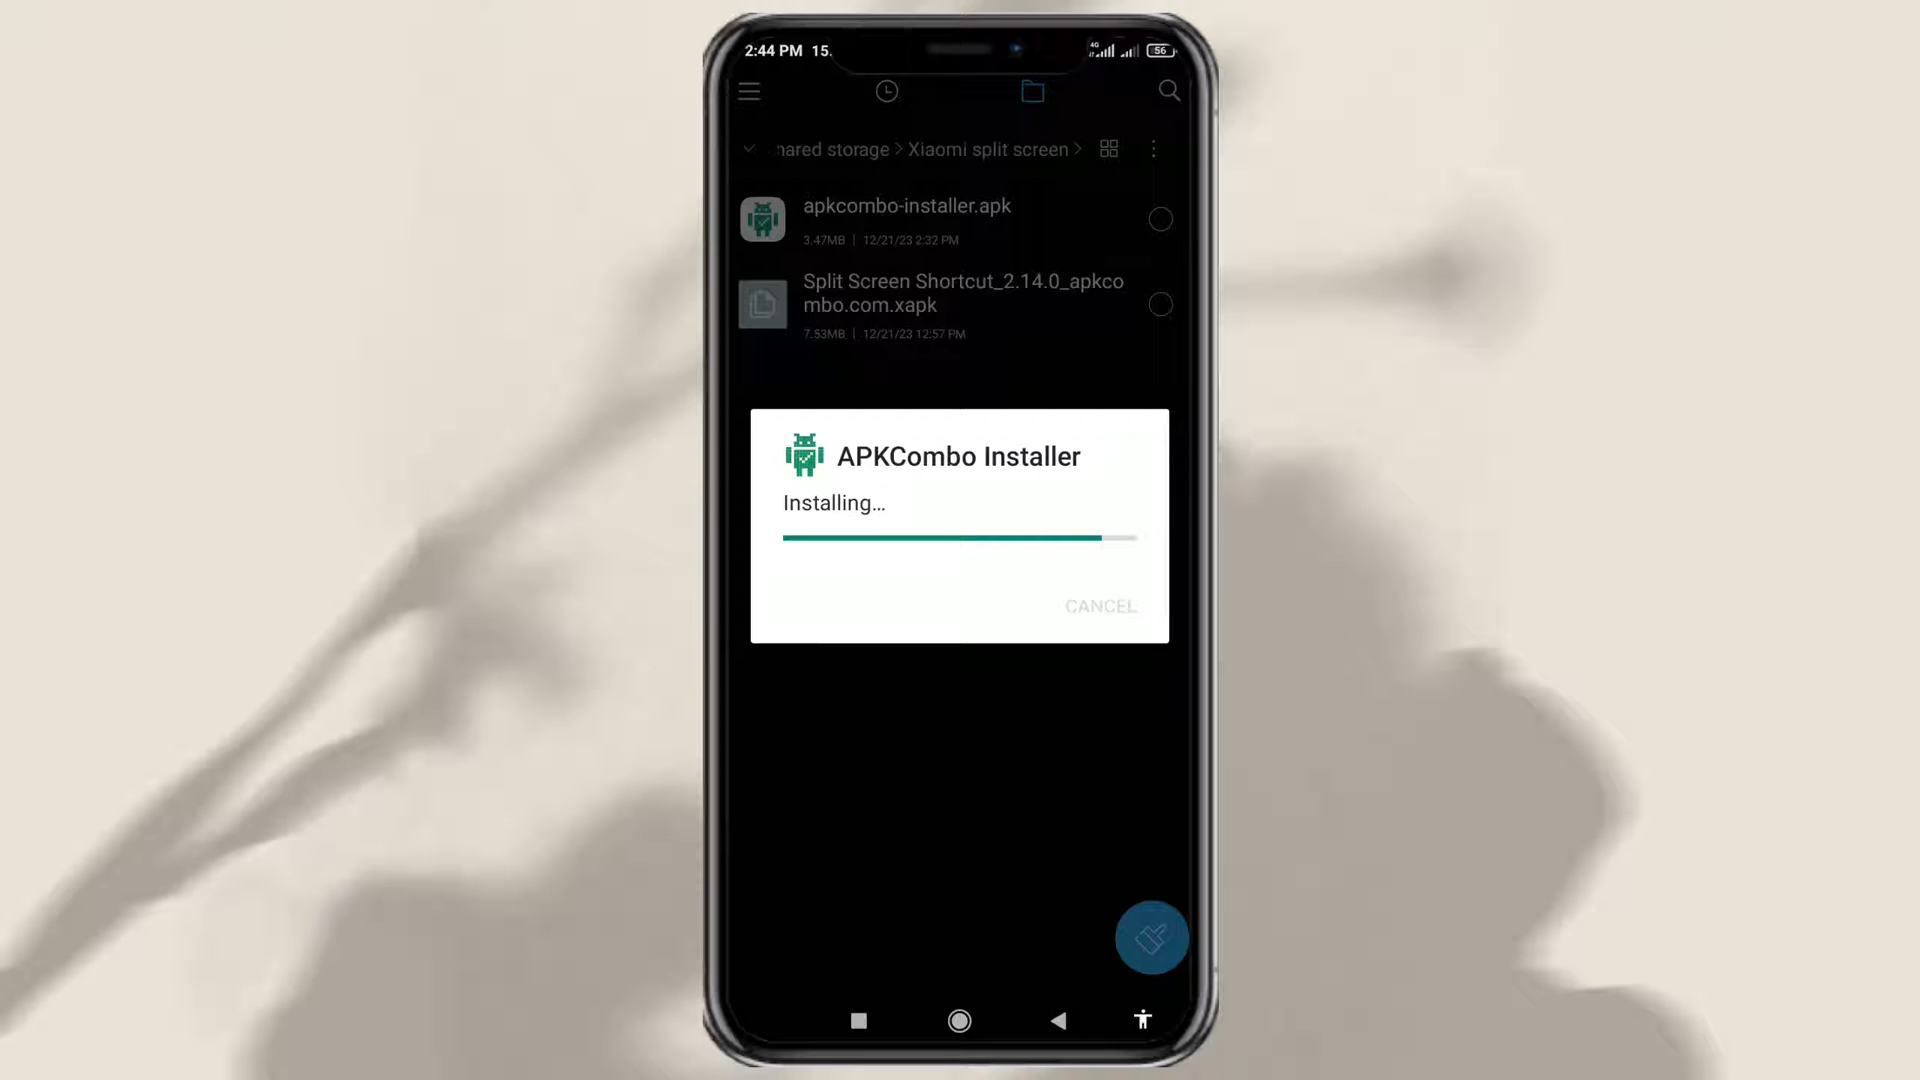 2:44 PM 15.
4G
56
hared storage > Xiaomi split screen >
apkcombo-installer.apk
3.47MB | 12/21/23 2:32 PM
Split Screen Shortcut_2.14.0_apkco
mbo.com.xapk
7.53MB | 12/21/23 12:57 PM
APKCombo Installer
Installing...
CANCEL